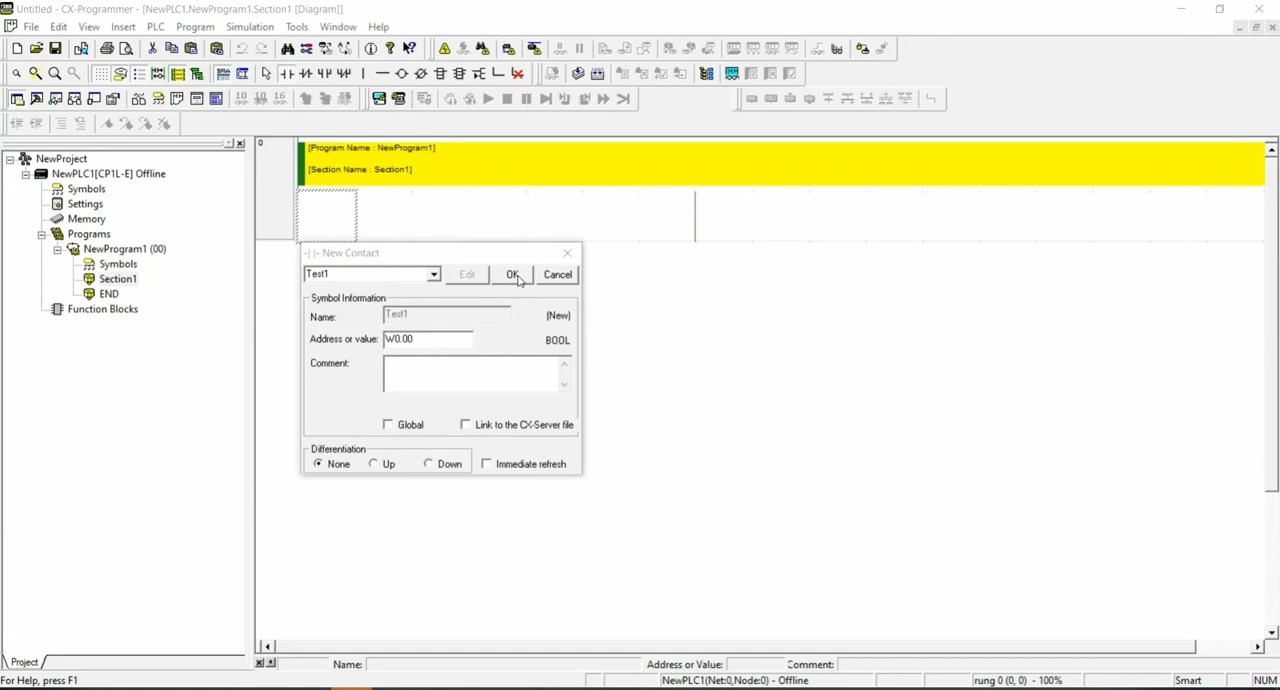 Untitled - CX-Programmer - [NewPLC1.NewProgram1.Section1 [Diagram]]
File Edit View Insert PLC Program Simulation Tools Window Help
10 10 16
NewProject
NewPLC1[CP1L-E] Offline
Symbols
Settings
Memory
Programs
NewProgram1 (00)
Symbols
Section1
END
Function Blocks
Project
0
[Program Name : NewProgram1]
[Section Name : Section1]
New Contact
Test1 Edit OK Cancel
Symbol Information
Name: Test1 (New)
Address or value: W0.00 BOOL
Comment:
Global Link to the CX-Server file
Differentiation
None Up Down Immediate refresh
Name: Address or Value: Comment:
For Help, press F1 NewPLC1(Net:0,Node:0) - Offline rung 0 (0, 0) - 100% Smart NUM